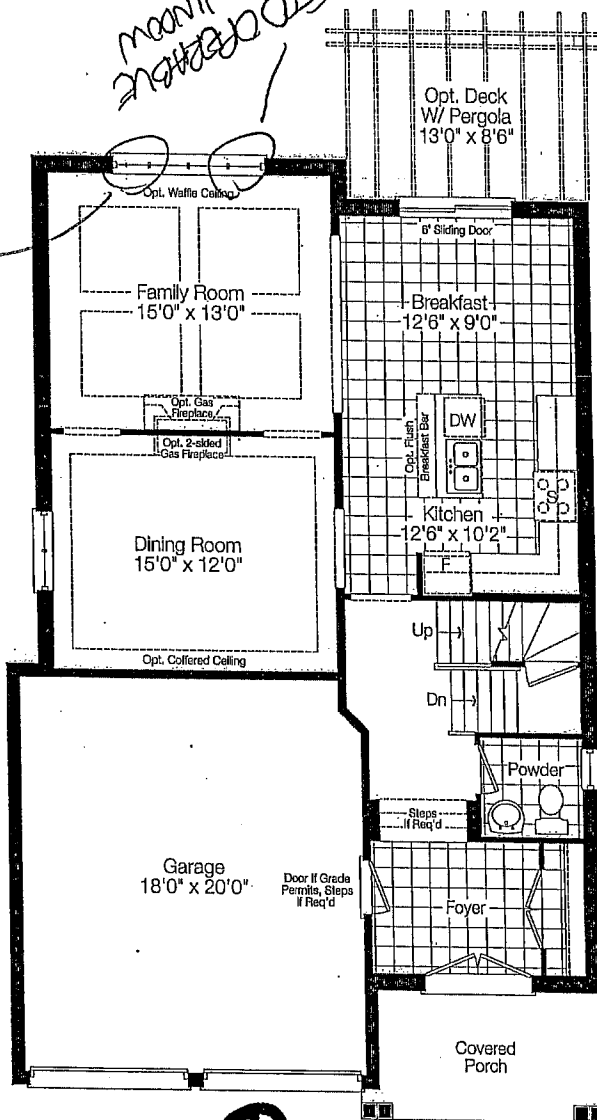 OPERABLE
WINDOW
Opt. Deck
W/ Pergola
13'0" x 8'6"
Opt. Waffle Ceiling
6' Sliding Door
Family Room
15'0" x 13'0"
Breakfast
12'6" x 9'0"
Opt. Gas
Fireplace
Opt. 2-sided
Gas Fireplace
Opt. Flush
Breakfast Bar
DW
S
Kitchen
12'6" x 10'2"
F
Dining Room
15'0" x 12'0"
Opt. Coffered Ceiling
Up
Dn
Powder
Steps
If Req'd
Garage
18'0" x 20'0"
Door If Grade
Permits, Steps
If Req'd
Foyer
Covered
Porch